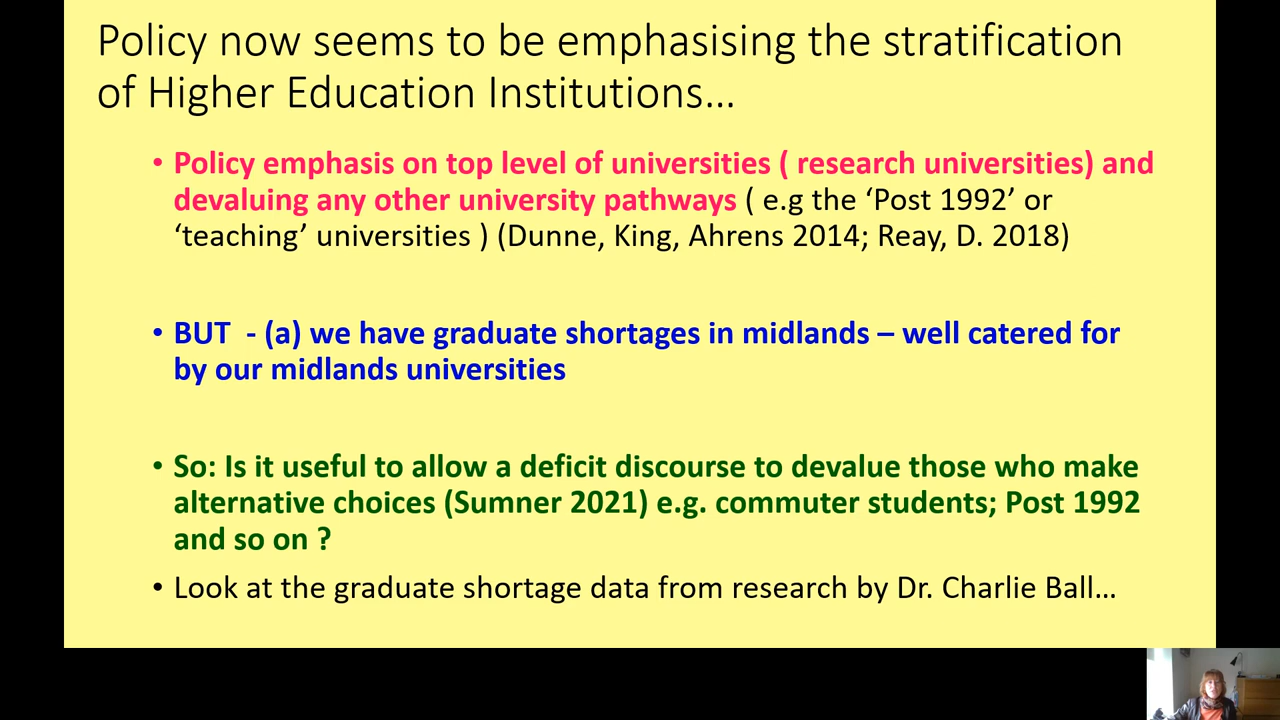 Policy now seems to be emphasising the stratification
of Higher Education Institutions…
• Policy emphasis on top level of universities ( research universities) and
devaluing any other university pathways ( e.g the ‘Post 1992’ or
‘teaching’ universities ) (Dunne, King, Ahrens 2014; Reay, D. 2018)
• BUT  - (a) we have graduate shortages in midlands – well catered for
by our midlands universities
• So: Is it useful to allow a deficit discourse to devalue those who make
alternative choices (Sumner 2021) e.g. commuter students; Post 1992
and so on ?
• Look at the graduate shortage data from research by Dr. Charlie Ball…